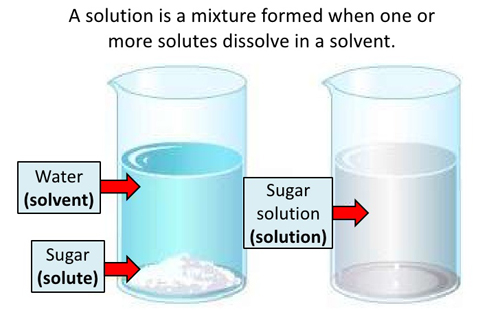 A solution is a mixture formed when one or
more solutes dissolve in a solvent.
Water
(solvent)
Sugar
(solute)
Sugar
solution
(solution)